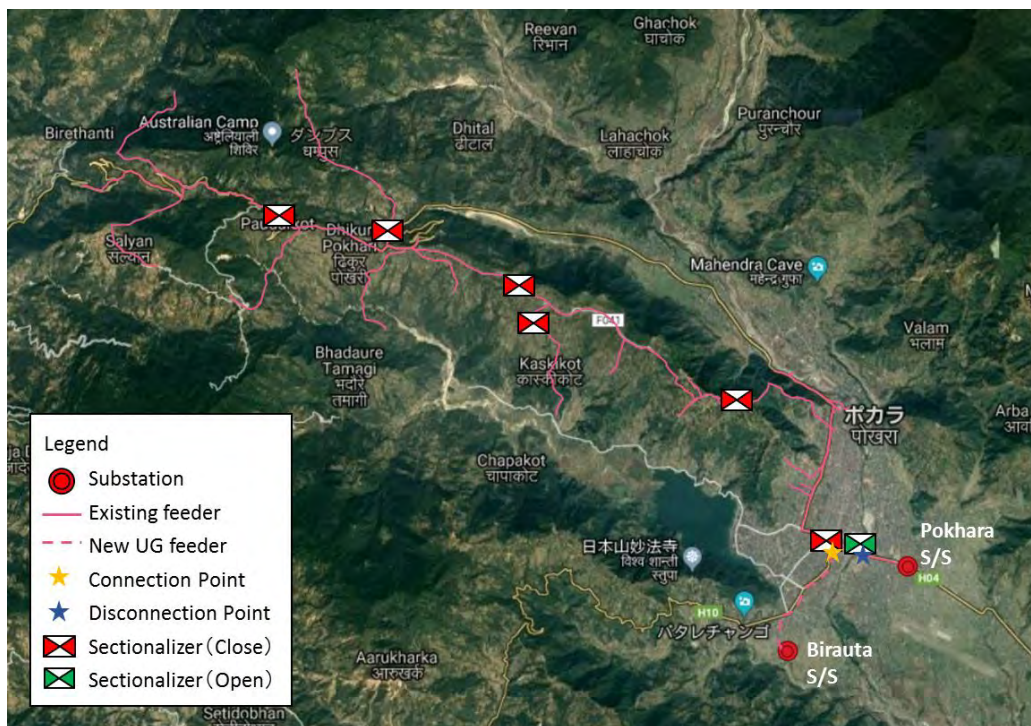 Reevan
रिभान
Ghachok
घाचोक
Birethanti
Australian Camp
अष्ट्रेलियाली
शिविर
ダンプス
धम्पुस
Dhital
ढीटाल
Lahachok
लाहाचोक
Puranchour
पुरन्चौर
Salyan
सल्यान
Dhikur
Pokhari
ढिकुर
पोखरी
Mahendra Cave
महेन्द्र गुफा
F041
Valam
भलाम
Bhadaure
Tamagi
भदौरे
तमागी
Kaskikot
कास्कीकोट
ポカラ
पोखरा
Arba
Chapakot
चापाकोट
日本山妙法寺
विश्व शान्ती
स्तुपा
Pokhara
S/S
H04
H10
パタレチャンゴ
Birauta
S/S
Aarukharka
आरुखर्क
Setidobhan
Legend
Substation
Existing feeder
New UG feeder
Connection Point
Disconnection Point
Sectionalizer(Close)
Sectionalizer(Open)